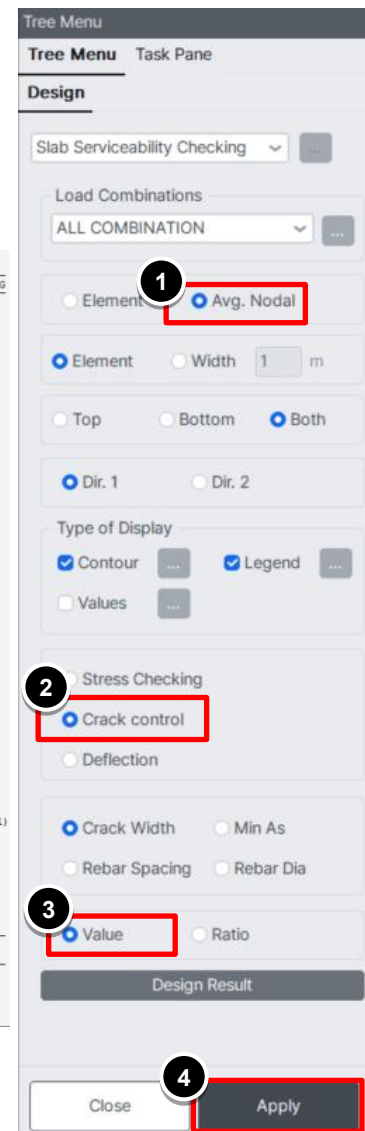 Tree Menu
Tree Menu Task Pane
Design
Slab Serviceability Checking ...
Load Combinations
ALL COMBINATION ...
1
Element Avg. Nodal
Element Width 1 m
Top Bottom Both
Dir. 1 Dir. 2
Type of Display
Contour ... Legend ...
Values ...
2
Stress Checking
Crack control
Deflection
Crack Width Min As
Rebar Spacing Rebar Dia
3
Value Ratio
Design Result
4
Close Apply